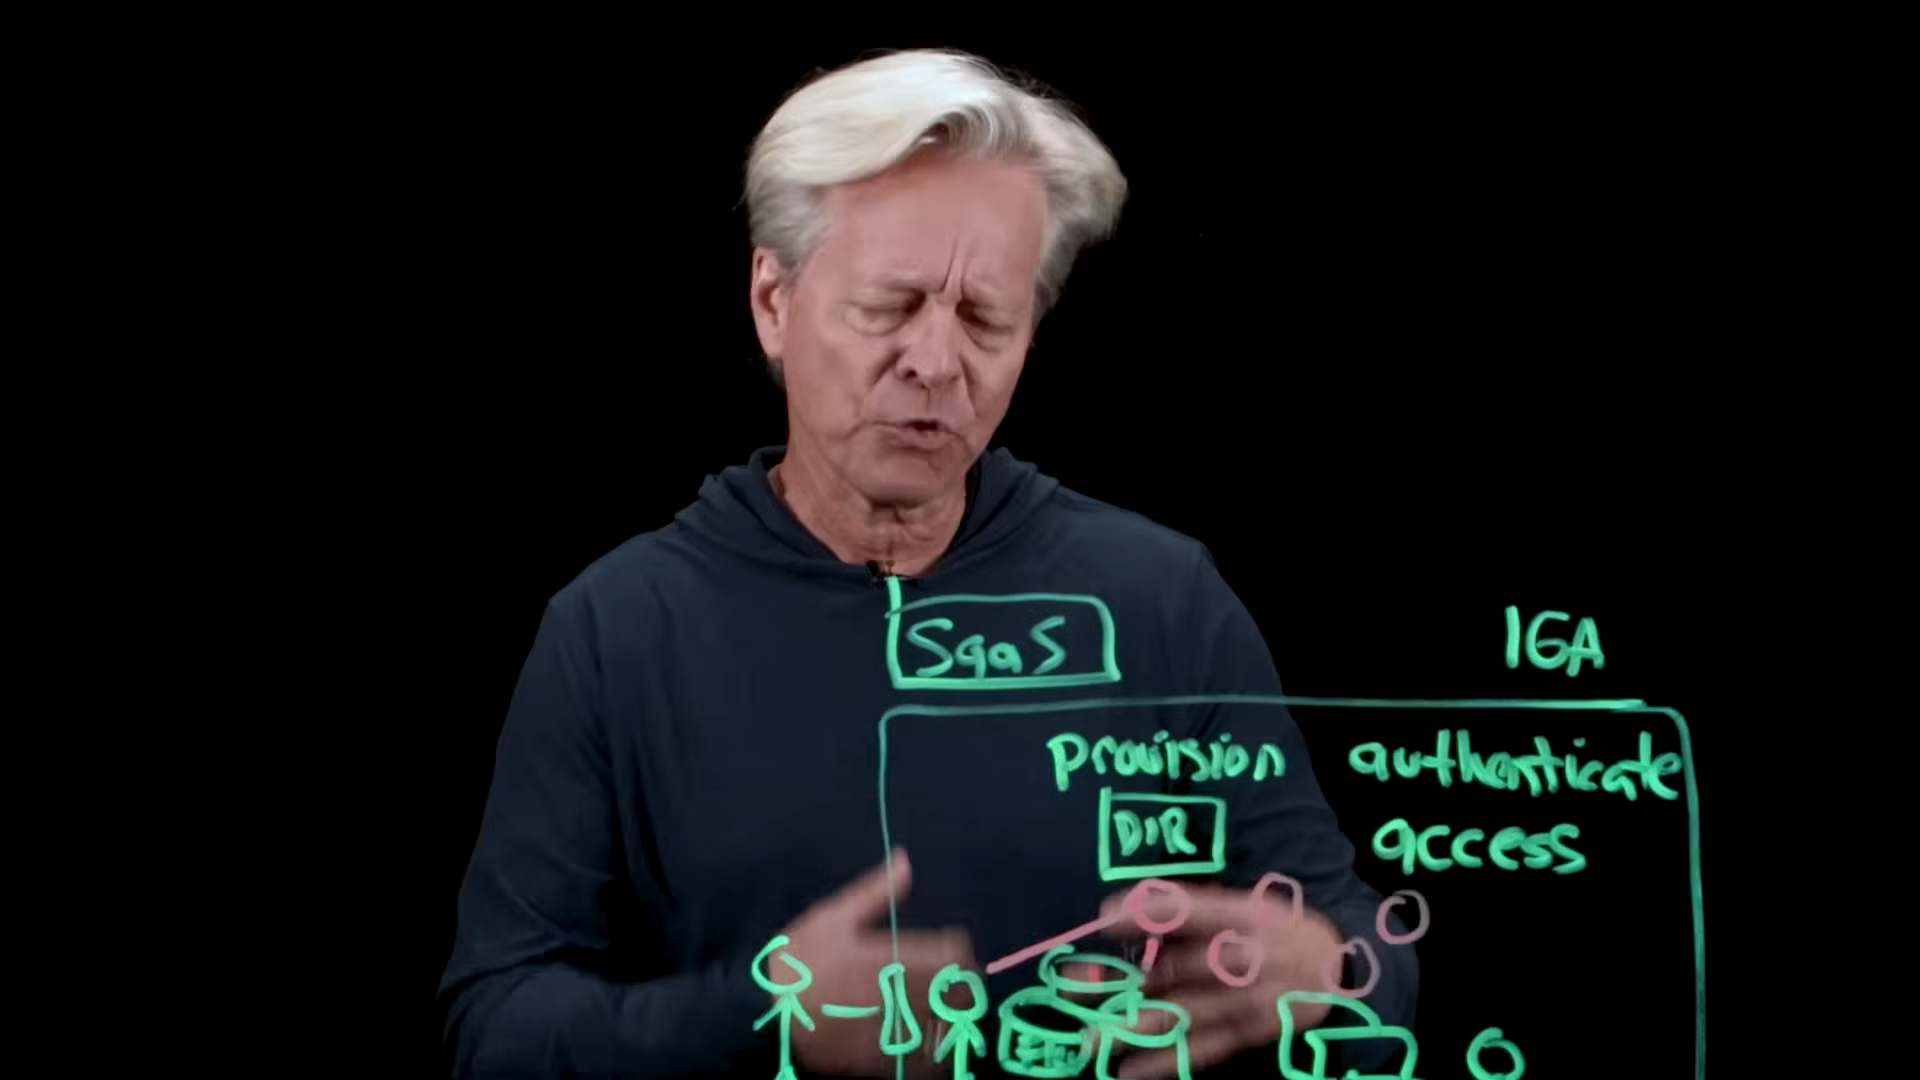 SaaS
IGA
provision authenticate
DIR
access